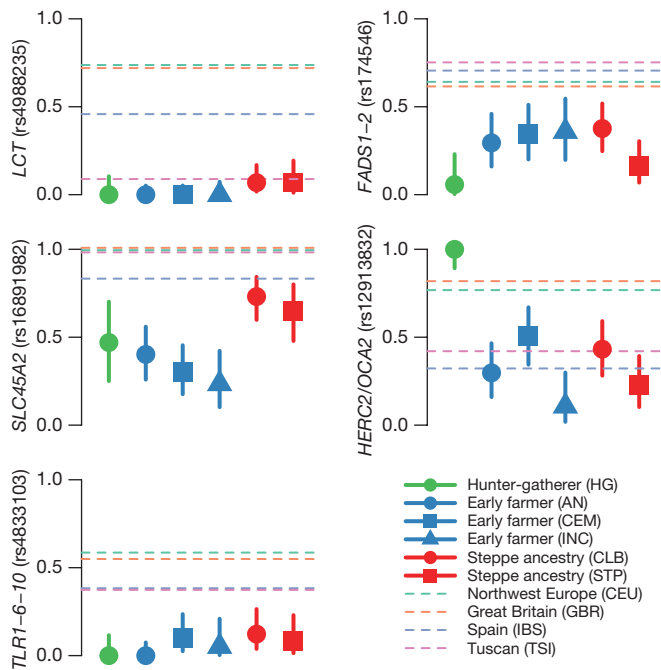 LCT (rs4988235)
1.0
0.5
0.0
FADS1–2 (rs174546)
1.0
0.5
0.0
SLC45A2 (rs16891982)
1.0
0.5
0.0
HERC2/OCA2 (rs12913832)
1.0
0.5
0.0
TLR1–6–10 (rs4833103)
1.0
0.5
0.0
Hunter-gatherer (HG)
Early farmer (AN)
Early farmer (CEM)
Early farmer (INC)
Steppe ancestry (CLB)
Steppe ancestry (STP)
Northwest Europe (CEU)
Great Britain (GBR)
Spain (IBS)
Tuscan (TSI)